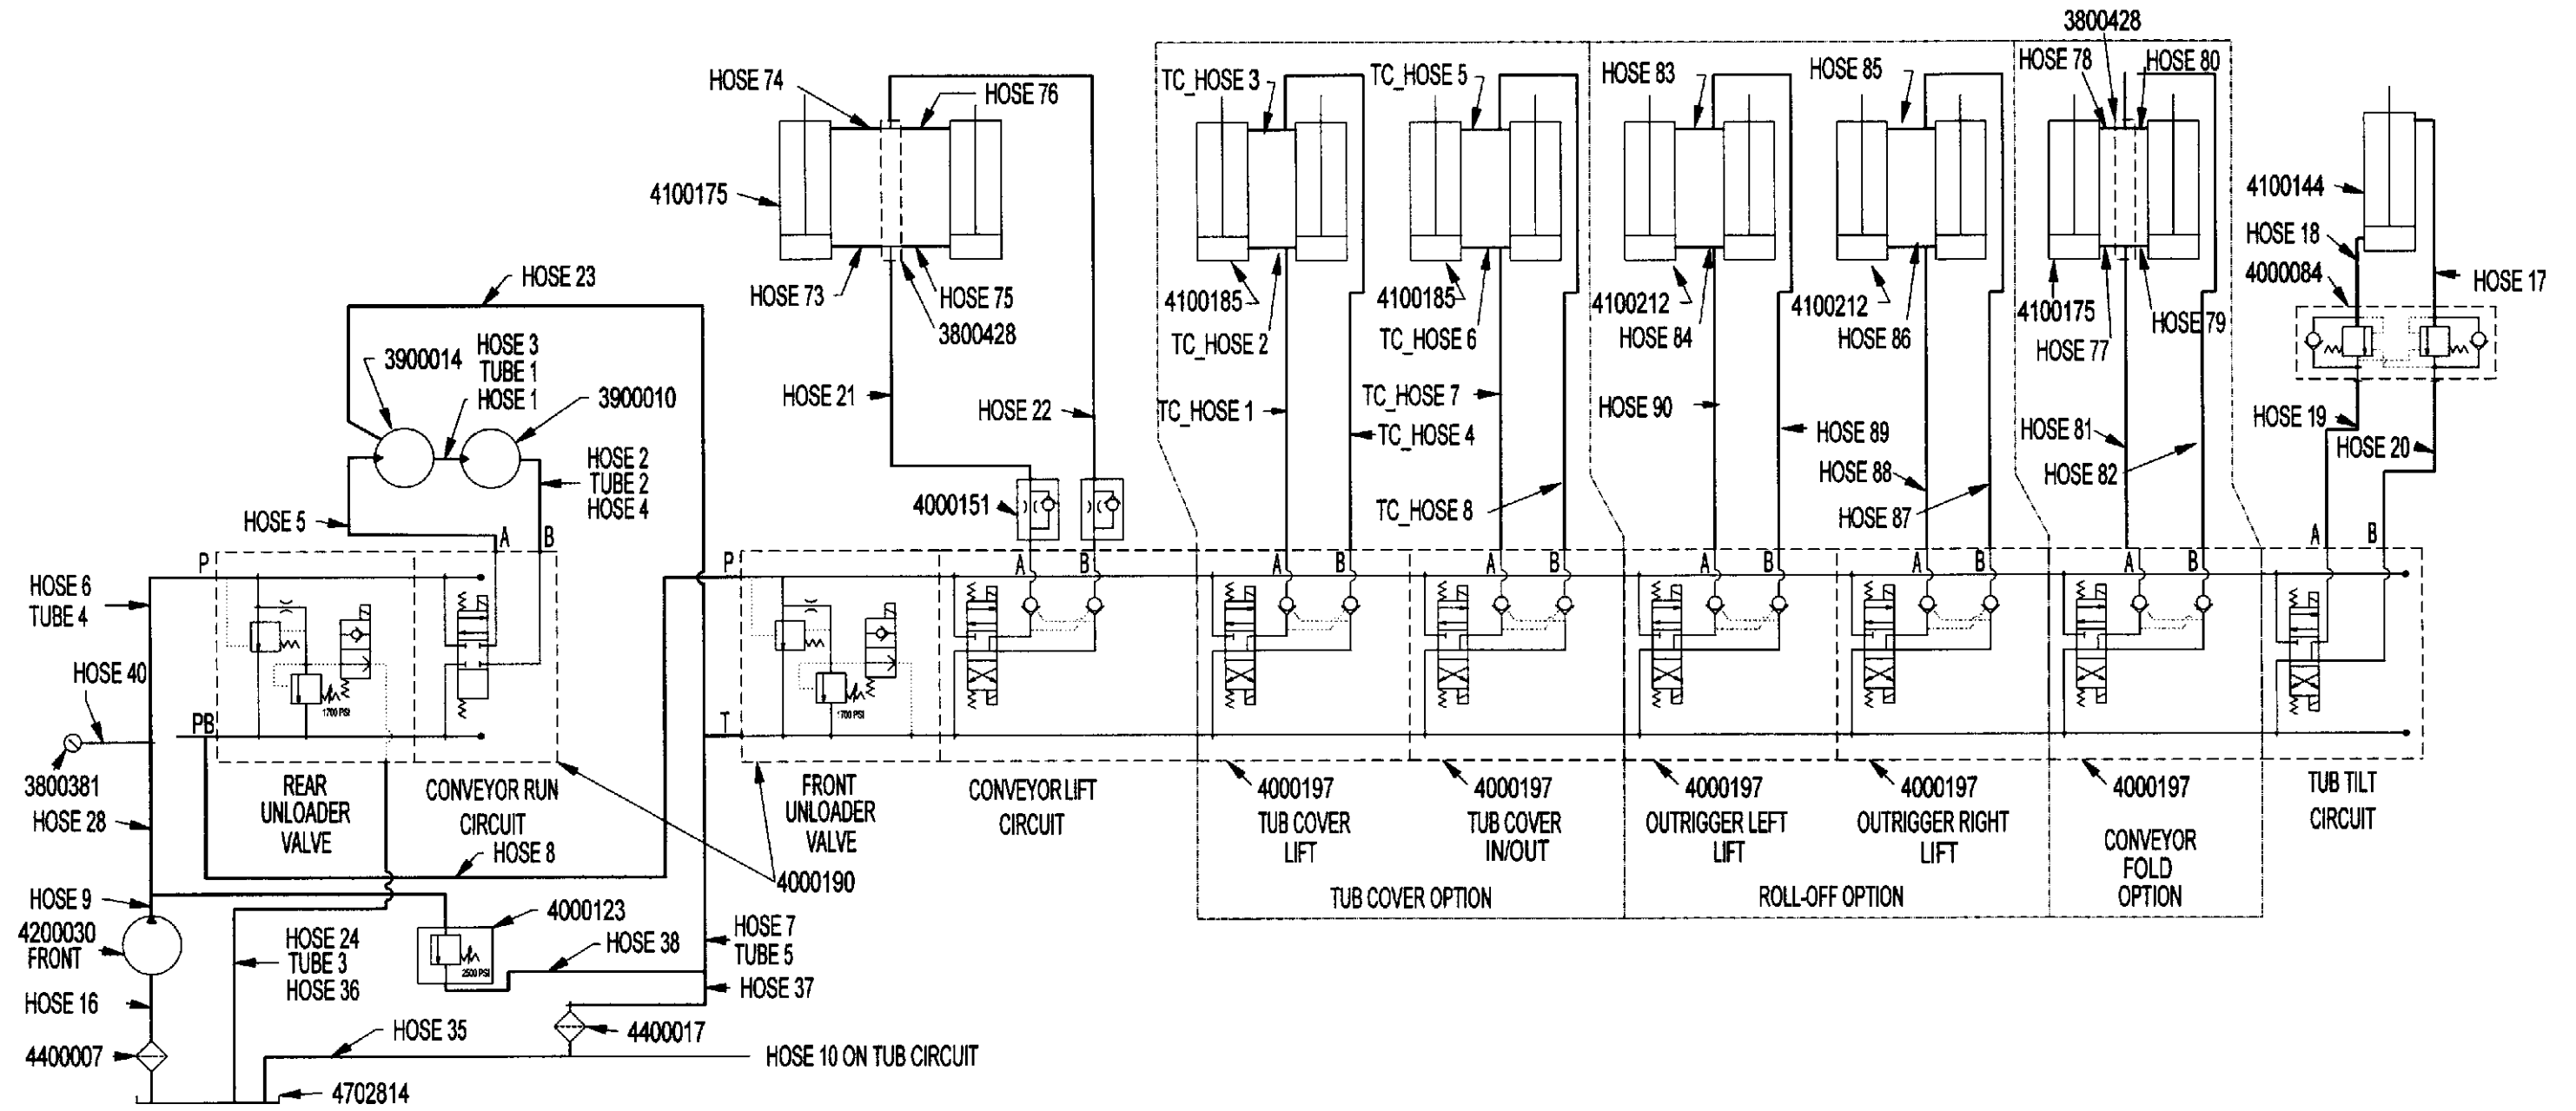 3800428
HOSE 74
HOSE 76
TC_HOSE 3
TC_HOSE 5
HOSE 83
HOSE 85
HOSE 78
HOSE 80
4100175
4100144
HOSE 18
4000084
HOSE 17
HOSE 73
HOSE 75
3800428
4100185
TC_HOSE 2
4100185
TC_HOSE 6
4100212
HOSE 84
4100212
HOSE 86
4100175
HOSE 77
HOSE 79
HOSE 23
3900014
HOSE 3
TUBE 1
HOSE 1
3900010
HOSE 21
HOSE 22
TC_HOSE 1
TC_HOSE 4
TC_HOSE 7
HOSE 90
HOSE 89
HOSE 81
HOSE 82
HOSE 19
HOSE 20
HOSE 2
TUBE 2
HOSE 4
HOSE 5
4000151
TC_HOSE 8
HOSE 88
HOSE 87
A B
A B
P
P
A B
A B
A B
A B
A B
A B
HOSE 6
TUBE 4
HOSE 40
3800381
PB
T
1700 PSI
1700 PSI
REAR
UNLOADER
VALVE
CONVEYOR RUN
CIRCUIT
FRONT
UNLOADER
VALVE
CONVEYOR LIFT
CIRCUIT
4000197
TUB COVER
LIFT
4000197
TUB COVER
IN/OUT
4000197
OUTRIGGER LEFT
LIFT
4000197
OUTRIGGER RIGHT
LIFT
4000197
CONVEYOR
FOLD
OPTION
TUB TILT
CIRCUIT
TUB COVER OPTION
ROLL-OFF OPTION
HOSE 28
HOSE 8
4000190
HOSE 9
4200030
FRONT
HOSE 24
TUBE 3
HOSE 36
4000123
2500 PSI
HOSE 38
HOSE 7
TUBE 5
HOSE 37
HOSE 16
HOSE 35
4400017
4400007
HOSE 10 ON TUB CIRCUIT
4702814